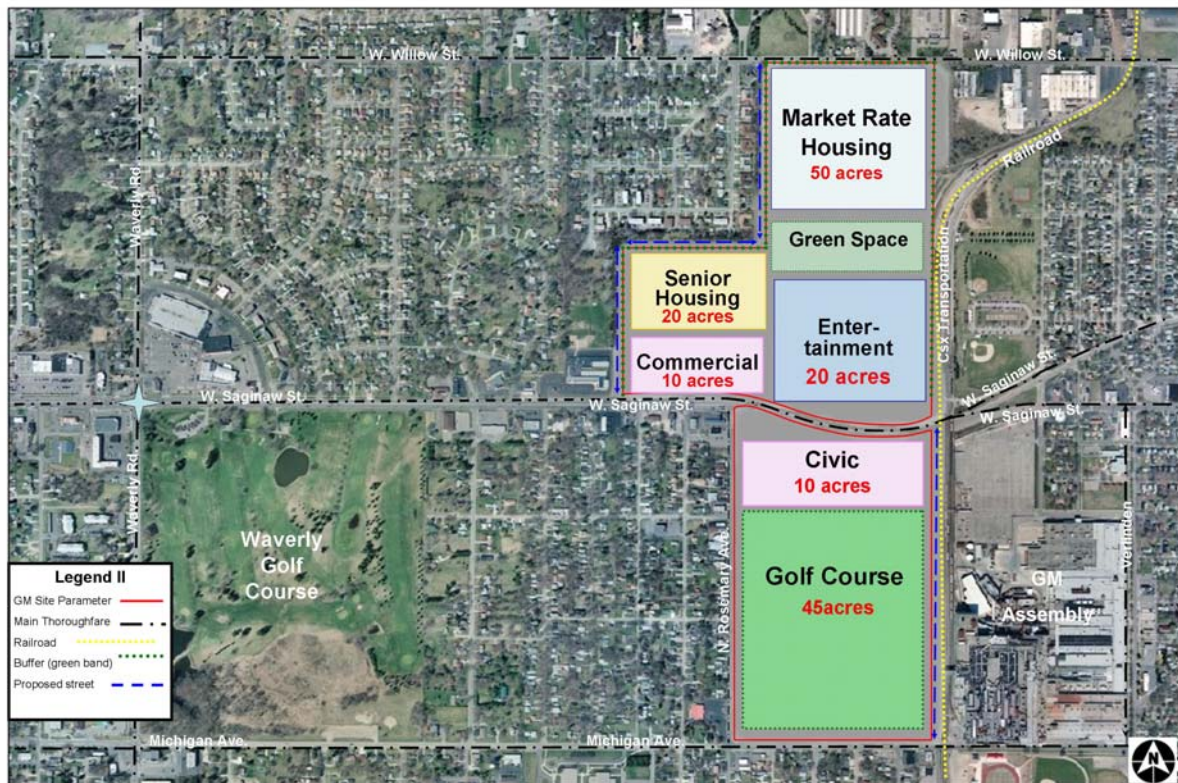 W. Willow St.
W. Willow St.
Market Rate
Housing
50 acres
Railroad
Waverly Rd.
Green Space
Csx Transportation
Senior
Housing
20 acres
Enter-
tainment
20 acres
Commercial
10 acres
W. Saginaw St.
W. Saginaw St.
W. Saginaw St.
W. Saginaw St.
Civic
10 acres
Waverly Rd.
Waverly
Golf
Course
N. Rosemary Ave.
Golf Course
45acres
GM
Assembly
Verlinden
Legend II
GM Site Parameter
Main Thoroughfare
Railroad
Buffer (green band)
Proposed street
Michigan Ave.
Michigan Ave.
N